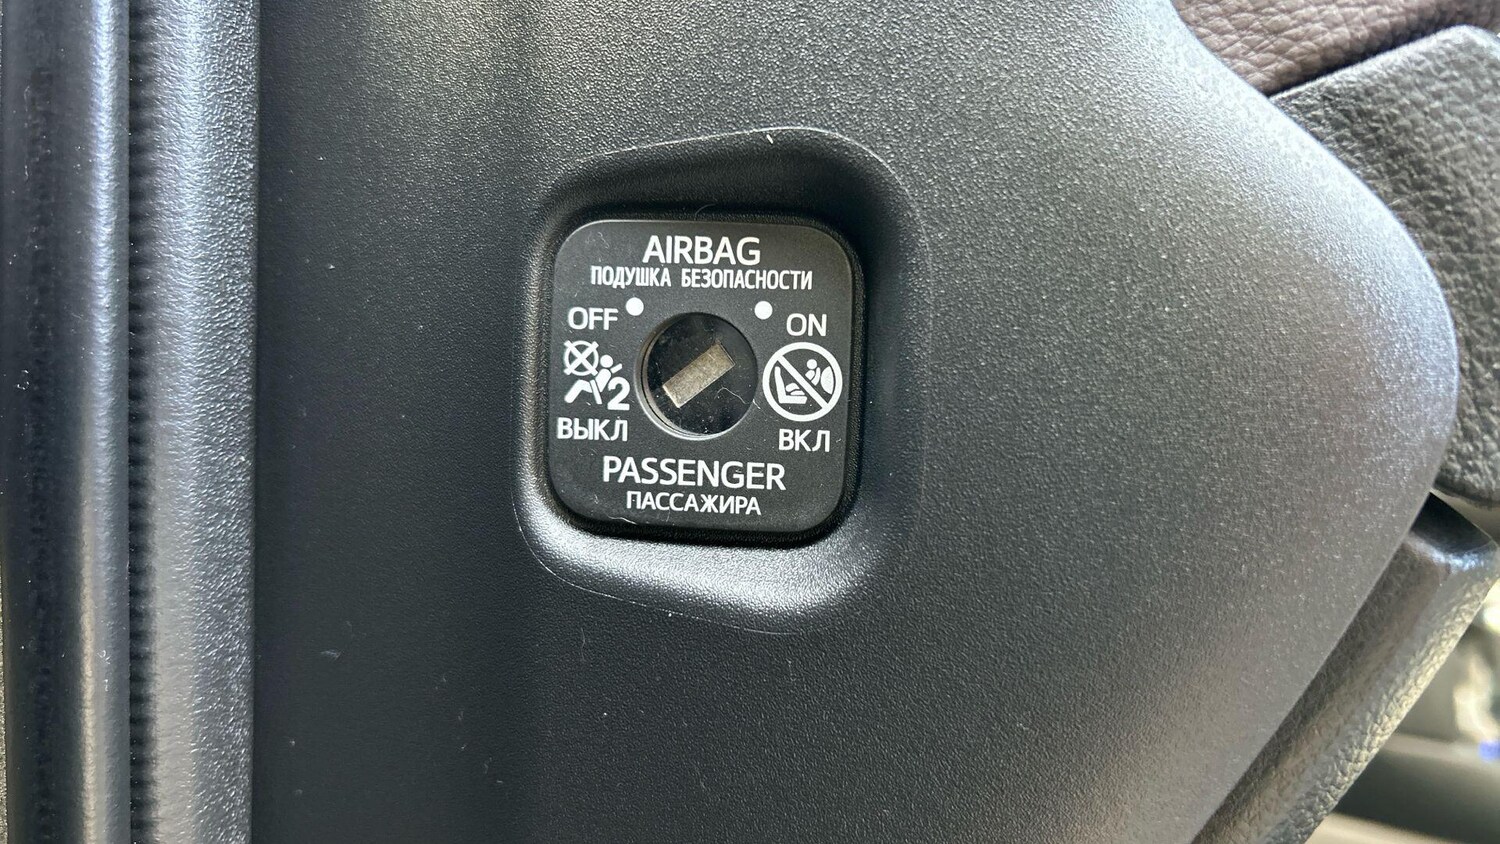 AIRBAG
ПОДУШКА БЕЗОПАСНОСТИ
OFF
ON
2
ВЫКЛ
ВКЛ
PASSENGER
ПАССАЖИРА